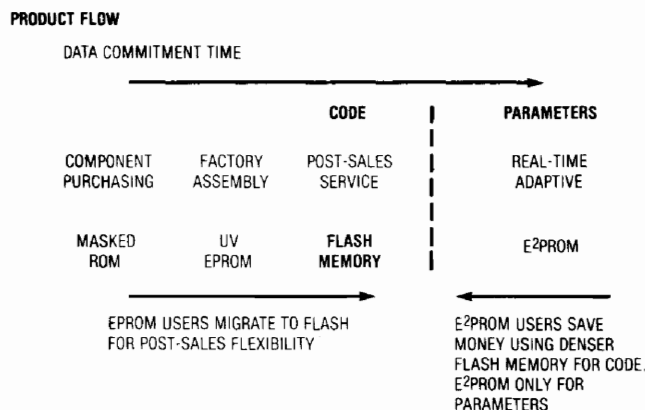 PRODUCT FLOW
DATA COMMITMENT TIME
CODE PARAMETERS
COMPONENT FACTORY POST-SALES REAL-TIME
PURCHASING ASSEMBLY SERVICE ADAPTIVE
MASKED UV FLASH E2PROM
ROM EPROM MEMORY
EPROM USERS MIGRATE TO FLASH
FOR POST-SALES FLEXIBILITY
E2PROM USERS SAVE
MONEY USING DENSER
FLASH MEMORY FOR CODE.
E2PROM ONLY FOR
PARAMETERS